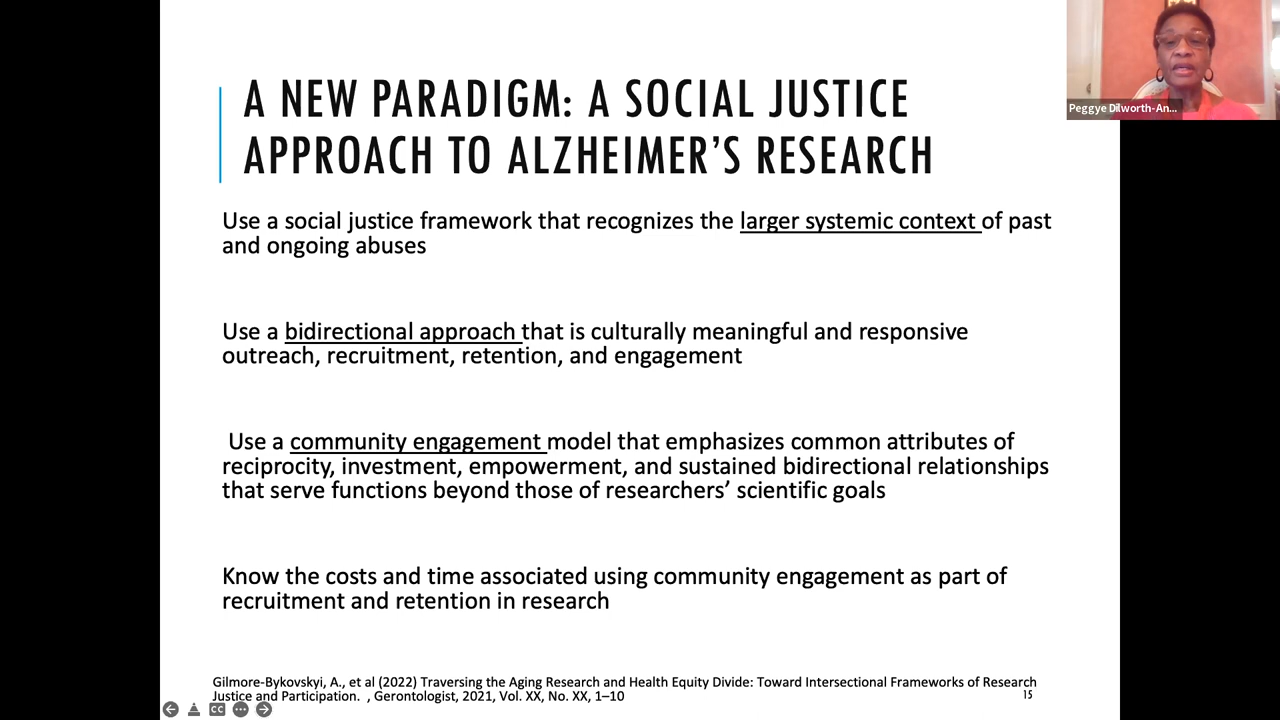 A NEW PARADIGM: A SOCIAL JUSTICE
APPROACH TO ALZHEIMER'S RESEARCH
Peggye Dilworth-An...
Use a social justice framework that recognizes the larger systemic context of past
and ongoing abuses
Use a bidirectional approach that is culturally meaningful and responsive
outreach, recruitment, retention, and engagement
Use a community engagement model that emphasizes common attributes of
reciprocity, investment, empowerment, and sustained bidirectional relationships
that serve functions beyond those of researchers' scientific goals
Know the costs and time associated using community engagement as part of
recruitment and retention in research
Gilmore-Bykovskyi, A., et al (2022) Traversing the Aging Research and Health Equity Divide: Toward Intersectional Frameworks of Research
Justice and Participation. , Gerontologist, 2021, Vol. XX, No. XX, 1–10
15
CC